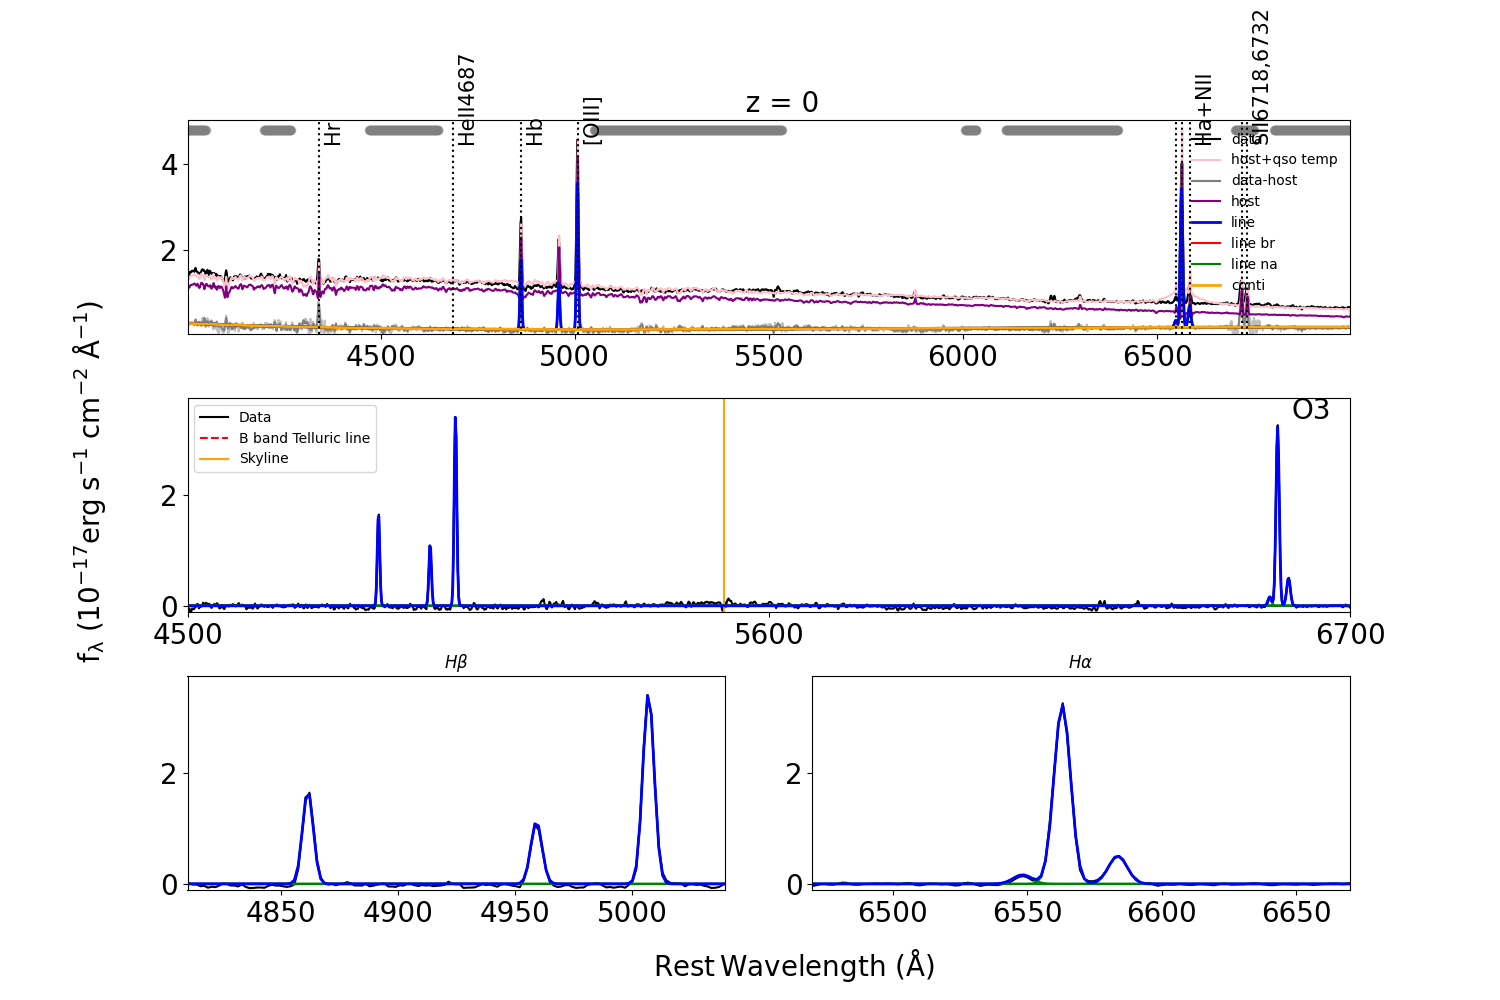 z = 0
Hr
HeII4687
Hb
[OIII]
Ha+NII
SII6718,6732
data
host+qso temp
data-host
host
line
line br
line na
conti
4
2
4500 5000 5500 6000 6500
Data
B band Telluric line
Skyline
O3
2
0
4500 5600 6700
fλ (10−17erg s−1 cm−2 Å−1)
Hβ
2
0
4850 4900 4950 5000
Hα
2
0
6500 6550 6600 6650
Rest Wavelength (Å)